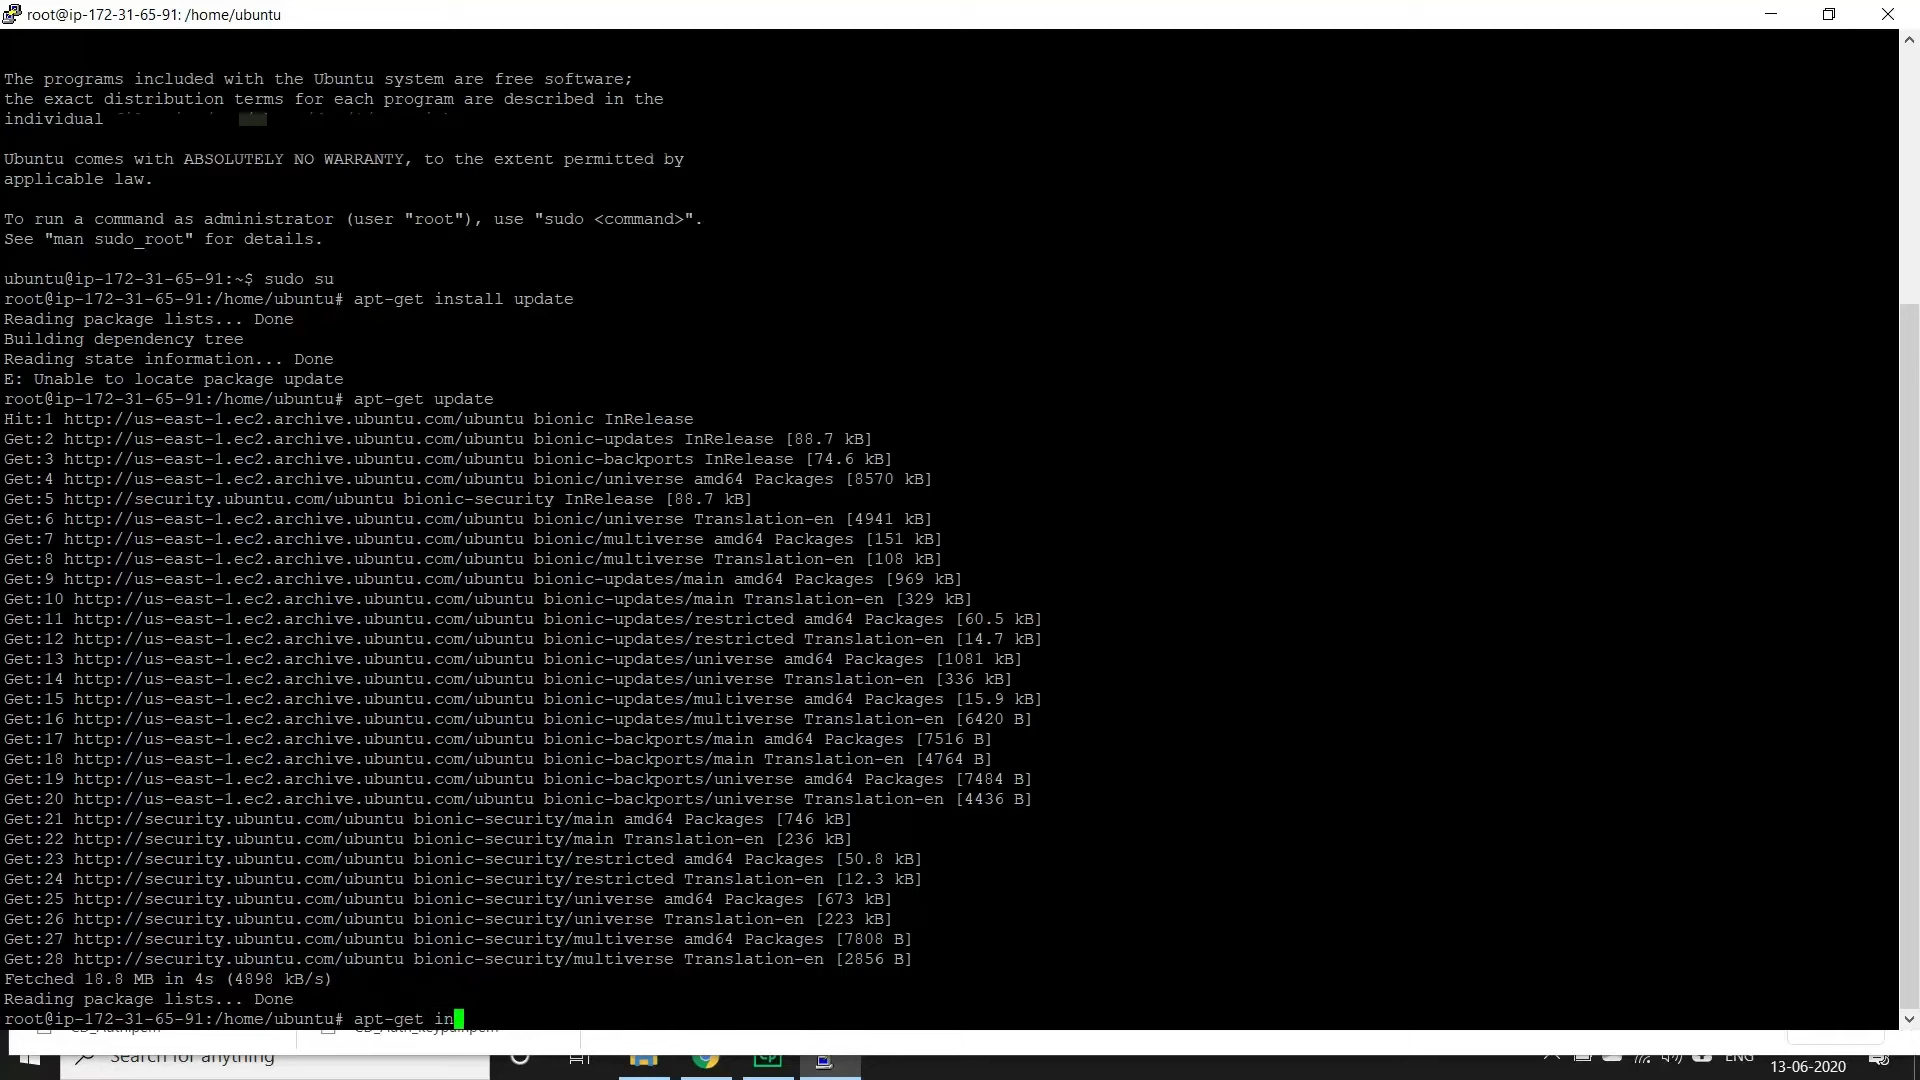 root@ip-172-31-65-91: /home/ubuntu
The programs included with the Ubuntu system are free software;
the exact distribution terms for each program are described in the
individual
Ubuntu comes with ABSOLUTELY NO WARRANTY, to the extent permitted by
applicable law.
To run a command as administrator (user "root"), use "sudo <command>".
See "man sudo_root" for details.
ubuntu@ip-172-31-65-91:~$ sudo su
root@ip-172-31-65-91:/home/ubuntu# apt-get install update
Reading package lists... Done
Building dependency tree
Reading state information... Done
E: Unable to locate package update
root@ip-172-31-65-91:/home/ubuntu# apt-get update
Hit:1 http://us-east-1.ec2.archive.ubuntu.com/ubuntu bionic InRelease
Get:2 http://us-east-1.ec2.archive.ubuntu.com/ubuntu bionic-updates InRelease [88.7 kB]
Get:3 http://us-east-1.ec2.archive.ubuntu.com/ubuntu bionic-backports InRelease [74.6 kB]
Get:4 http://us-east-1.ec2.archive.ubuntu.com/ubuntu bionic/universe amd64 Packages [8570 kB]
Get:5 http://security.ubuntu.com/ubuntu bionic-security InRelease [88.7 kB]
Get:6 http://us-east-1.ec2.archive.ubuntu.com/ubuntu bionic/universe Translation-en [4941 kB]
Get:7 http://us-east-1.ec2.archive.ubuntu.com/ubuntu bionic/multiverse amd64 Packages [151 kB]
Get:8 http://us-east-1.ec2.archive.ubuntu.com/ubuntu bionic/multiverse Translation-en [108 kB]
Get:9 http://us-east-1.ec2.archive.ubuntu.com/ubuntu bionic-updates/main amd64 Packages [969 kB]
Get:10 http://us-east-1.ec2.archive.ubuntu.com/ubuntu bionic-updates/main Translation-en [329 kB]
Get:11 http://us-east-1.ec2.archive.ubuntu.com/ubuntu bionic-updates/restricted amd64 Packages [60.5 kB]
Get:12 http://us-east-1.ec2.archive.ubuntu.com/ubuntu bionic-updates/restricted Translation-en [14.7 kB]
Get:13 http://us-east-1.ec2.archive.ubuntu.com/ubuntu bionic-updates/universe amd64 Packages [1081 kB]
Get:14 http://us-east-1.ec2.archive.ubuntu.com/ubuntu bionic-updates/universe Translation-en [336 kB]
Get:15 http://us-east-1.ec2.archive.ubuntu.com/ubuntu bionic-updates/multiverse amd64 Packages [15.9 kB]
Get:16 http://us-east-1.ec2.archive.ubuntu.com/ubuntu bionic-updates/multiverse Translation-en [6420 B]
Get:17 http://us-east-1.ec2.archive.ubuntu.com/ubuntu bionic-backports/main amd64 Packages [7516 B]
Get:18 http://us-east-1.ec2.archive.ubuntu.com/ubuntu bionic-backports/main Translation-en [4764 B]
Get:19 http://us-east-1.ec2.archive.ubuntu.com/ubuntu bionic-backports/universe amd64 Packages [7484 B]
Get:20 http://us-east-1.ec2.archive.ubuntu.com/ubuntu bionic-backports/universe Translation-en [4436 B]
Get:21 http://security.ubuntu.com/ubuntu bionic-security/main amd64 Packages [746 kB]
Get:22 http://security.ubuntu.com/ubuntu bionic-security/main Translation-en [236 kB]
Get:23 http://security.ubuntu.com/ubuntu bionic-security/restricted amd64 Packages [50.8 kB]
Get:24 http://security.ubuntu.com/ubuntu bionic-security/restricted Translation-en [12.3 kB]
Get:25 http://security.ubuntu.com/ubuntu bionic-security/universe amd64 Packages [673 kB]
Get:26 http://security.ubuntu.com/ubuntu bionic-security/universe Translation-en [223 kB]
Get:27 http://security.ubuntu.com/ubuntu bionic-security/multiverse amd64 Packages [7808 B]
Get:28 http://security.ubuntu.com/ubuntu bionic-security/multiverse Translation-en [2856 B]
Fetched 18.8 MB in 4s (4898 kB/s)
Reading package lists... Done
root@ip-172-31-65-91:/home/ubuntu# apt-get in
Search for anything
ENG
13-06-2020